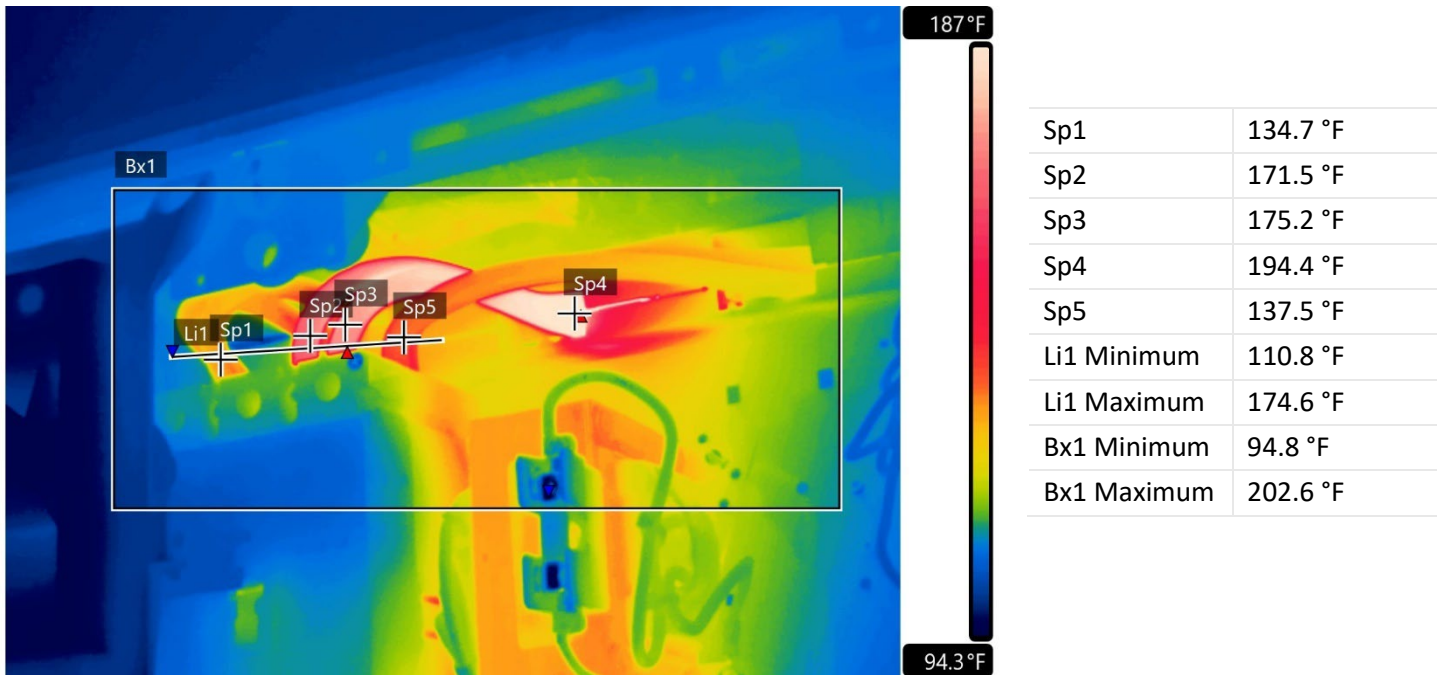 187°F
Bx1
Sp4
Sp3
Sp2
Sp5
Li1 Sp1
94.3°F
Sp1 134.7 °F
Sp2 171.5 °F
Sp3 175.2 °F
Sp4 194.4 °F
Sp5 137.5 °F
Li1 Minimum 110.8 °F
Li1 Maximum 174.6 °F
Bx1 Minimum 94.8 °F
Bx1 Maximum 202.6 °F